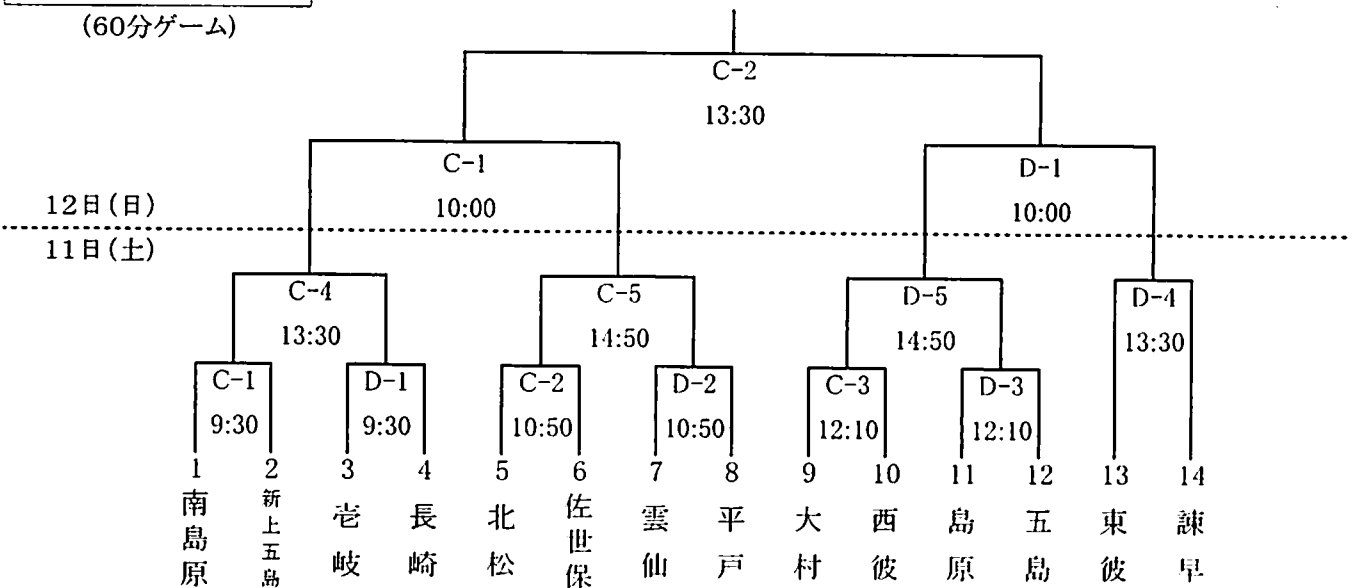 (60分ゲーム)
C-2
13:30
C-1
D-1
10:00
10:00
12日(日)
11日(土)
C-4
C-5
D-5
D-4
13:30
14:50
14:50
13:30
C-1
D-1
C-2
D-2
C-3
D-3
9:30
9:30
10:50
10:50
12:10
12:10
1 2 3 4 5 6 7 8 9 10 11 12 13 14
南島原
新上五島
壱岐
長崎
北松
佐世保
雲仙
平戸
大村
西彼
島原
五島
東彼
諫早